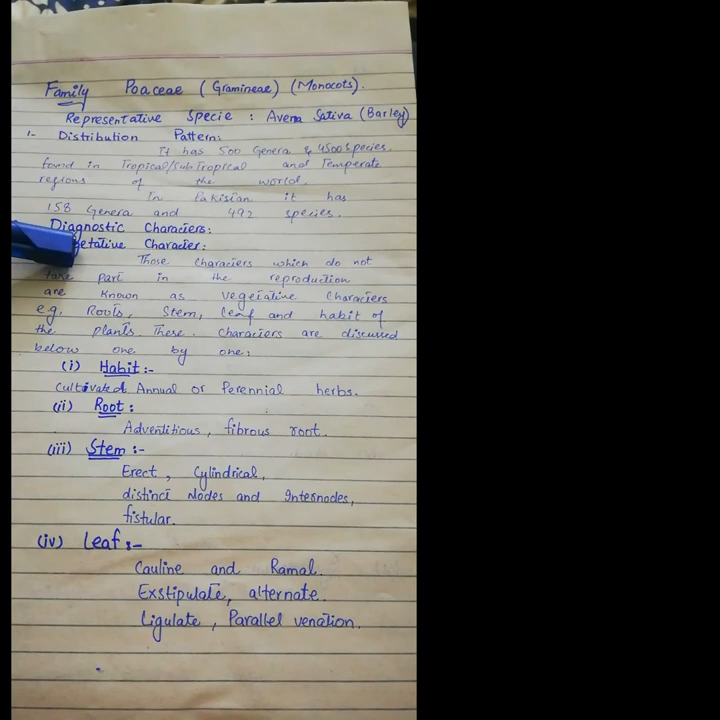 Family Poaceae (Gramineae) (Monocots).
Representative Specie : Avena Sativa (Barley)
1- Distribution Pattern:
It has 500 Genera & 4500 Species.
found in Tropical/SubTropical and Temperate
regions of the world.
In Pakistan it has
158 Genera and 492 species.
Diagnostic Characters:
etative Character:
Those characters which do not
take part in the reproduction
are known as vegetative characters
e.g, Roots, Stem, leaf and habit of
the plants These characters are discussed
below one by one:
(i) Habit:-
Cultivated Annual or Perennial herbs.
(ii) Root:
Adventitious, fibrous root.
(iii) Stem:-
Erect, Cylindrical,
distinct Nodes and Internodes,
fistular.
(iv) Leaf:-
Cauline and Ramal.
Exstipulate, alternate.
Ligulate, Parallel venation.